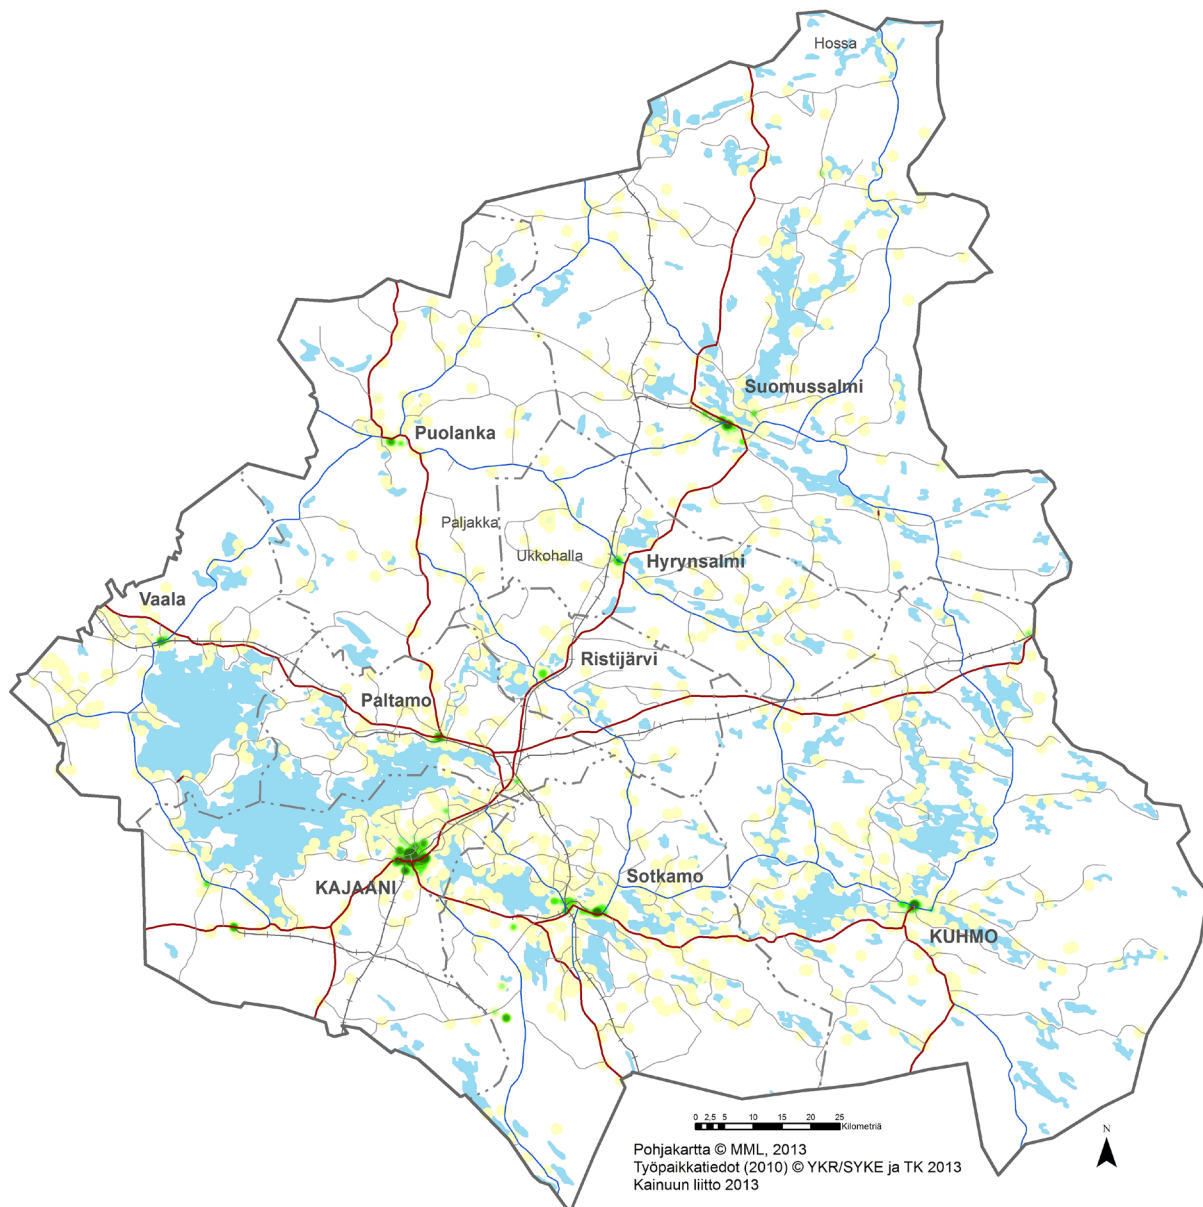 Hossa
Suomussalmi
Puolanka
Paljakka
Ukkohalla
Hyrynsalmi
Vaala
Ristijärvi
Paltamo
Sotkamo
KAJAANI
KUHMO
0 2,5 5 10 15 20 25
Kilometriä
N
Pohjakartta © MML, 2013
Työpaikkatiedot (2010) © YKR/SYKE ja TK 2013
Kainuun liitto 2013